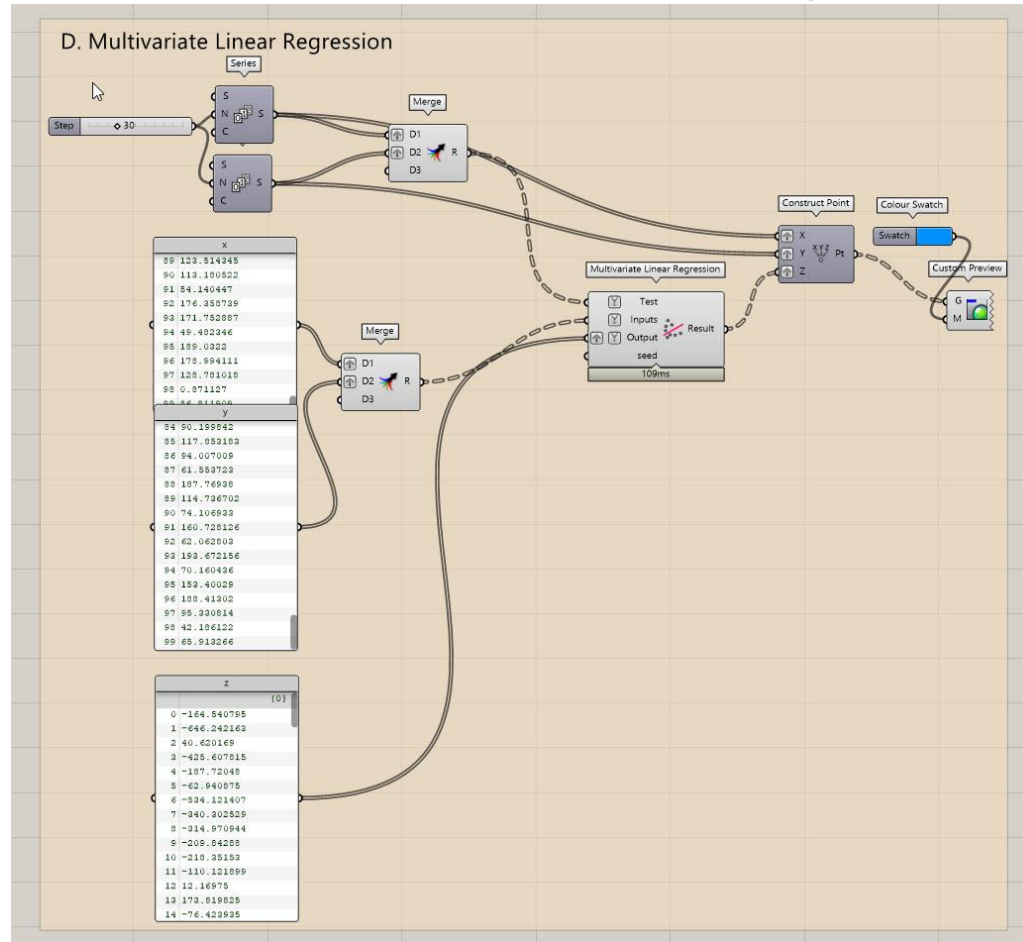 D. Multivariate Linear Regression
Series
S
N S
C
Step 30
S
N S
C
Merge
D1
D2 R
D3
Construct Point
X
Y XYZ Pt
Z
Colour Swatch
Swatch
Custom Preview
G
M
Multivariate Linear Regression
Test
Inputs
Output Result
seed
109ms
x
89 123.514345
90 113.180522
91 54.140447
92 176.358739
93 171.752887
94 49.482346
95 189.0322
96 178.994111
97 128.781018
98 0.871127
99 86.811909
Merge
D1
D2 R
D3
y
84 90.199842
85 117.853183
86 94.007009
87 61.553723
88 187.76938
89 114.736702
90 74.106933
91 160.728126
92 62.062803
93 193.672156
94 70.160436
95 153.40029
96 188.41302
97 95.330814
98 42.186122
99 65.913266
z
{0}
0 -164.540795
1 -646.242163
2 40.620169
3 -425.607815
4 -187.72048
5 -62.940875
6 -534.121407
7 -340.302529
8 -314.970944
9 -209.84288
10 -218.35153
11 -110.121899
12 12.16975
13 173.819825
14 -76.423935